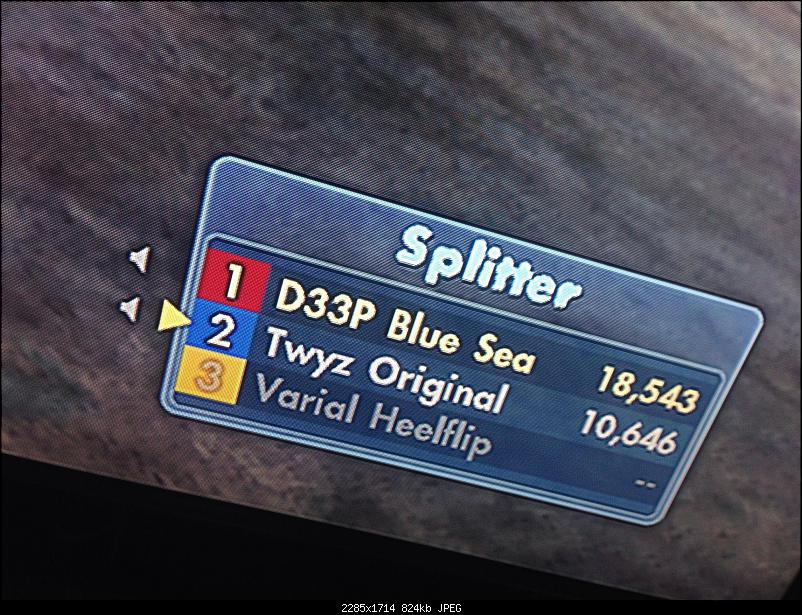 Splitter
1 D33P Blue Sea 18,543
2 Twyz Original 10,646
3 Varial Heelflip --
2285x1714 824kb JPEG